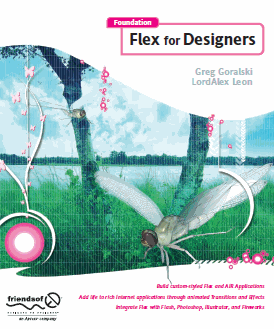 Foundation
Flex for Designers
Greg Goralski
LordAlex Leon
Build custom-styled Flex and AIR Applications
Add life to rich Internet applications through animated Transitions and Effects
Integrate Flex with Flash, Photoshop, Illustrator, and Fireworks
friendsof
an Apress company